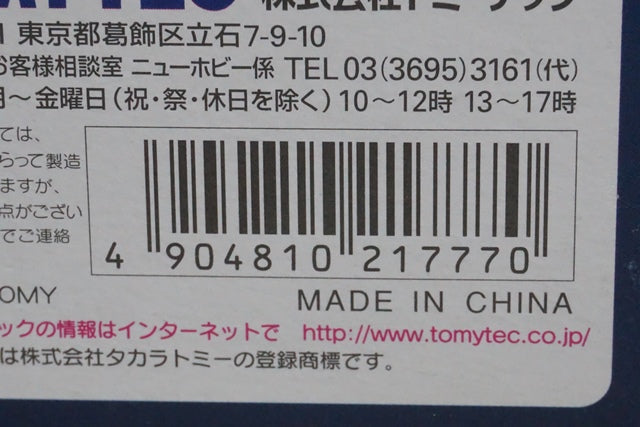 株式会社トミーテック
1 東京都葛飾区立石7-9-10
お客様相談室 ニューホビー係 TEL 03(3695)3161(代)
月〜金曜日(祝・祭・休日を除く) 10〜12時 13〜17時
ては、
らって製造
ますが、
点がござい
でご連絡
4 904810 217770
TOMY
MADE IN CHINA
ックの情報はインターネットで http://www.tomytec.co.jp/
は株式会社タカラトミーの登録商標です。